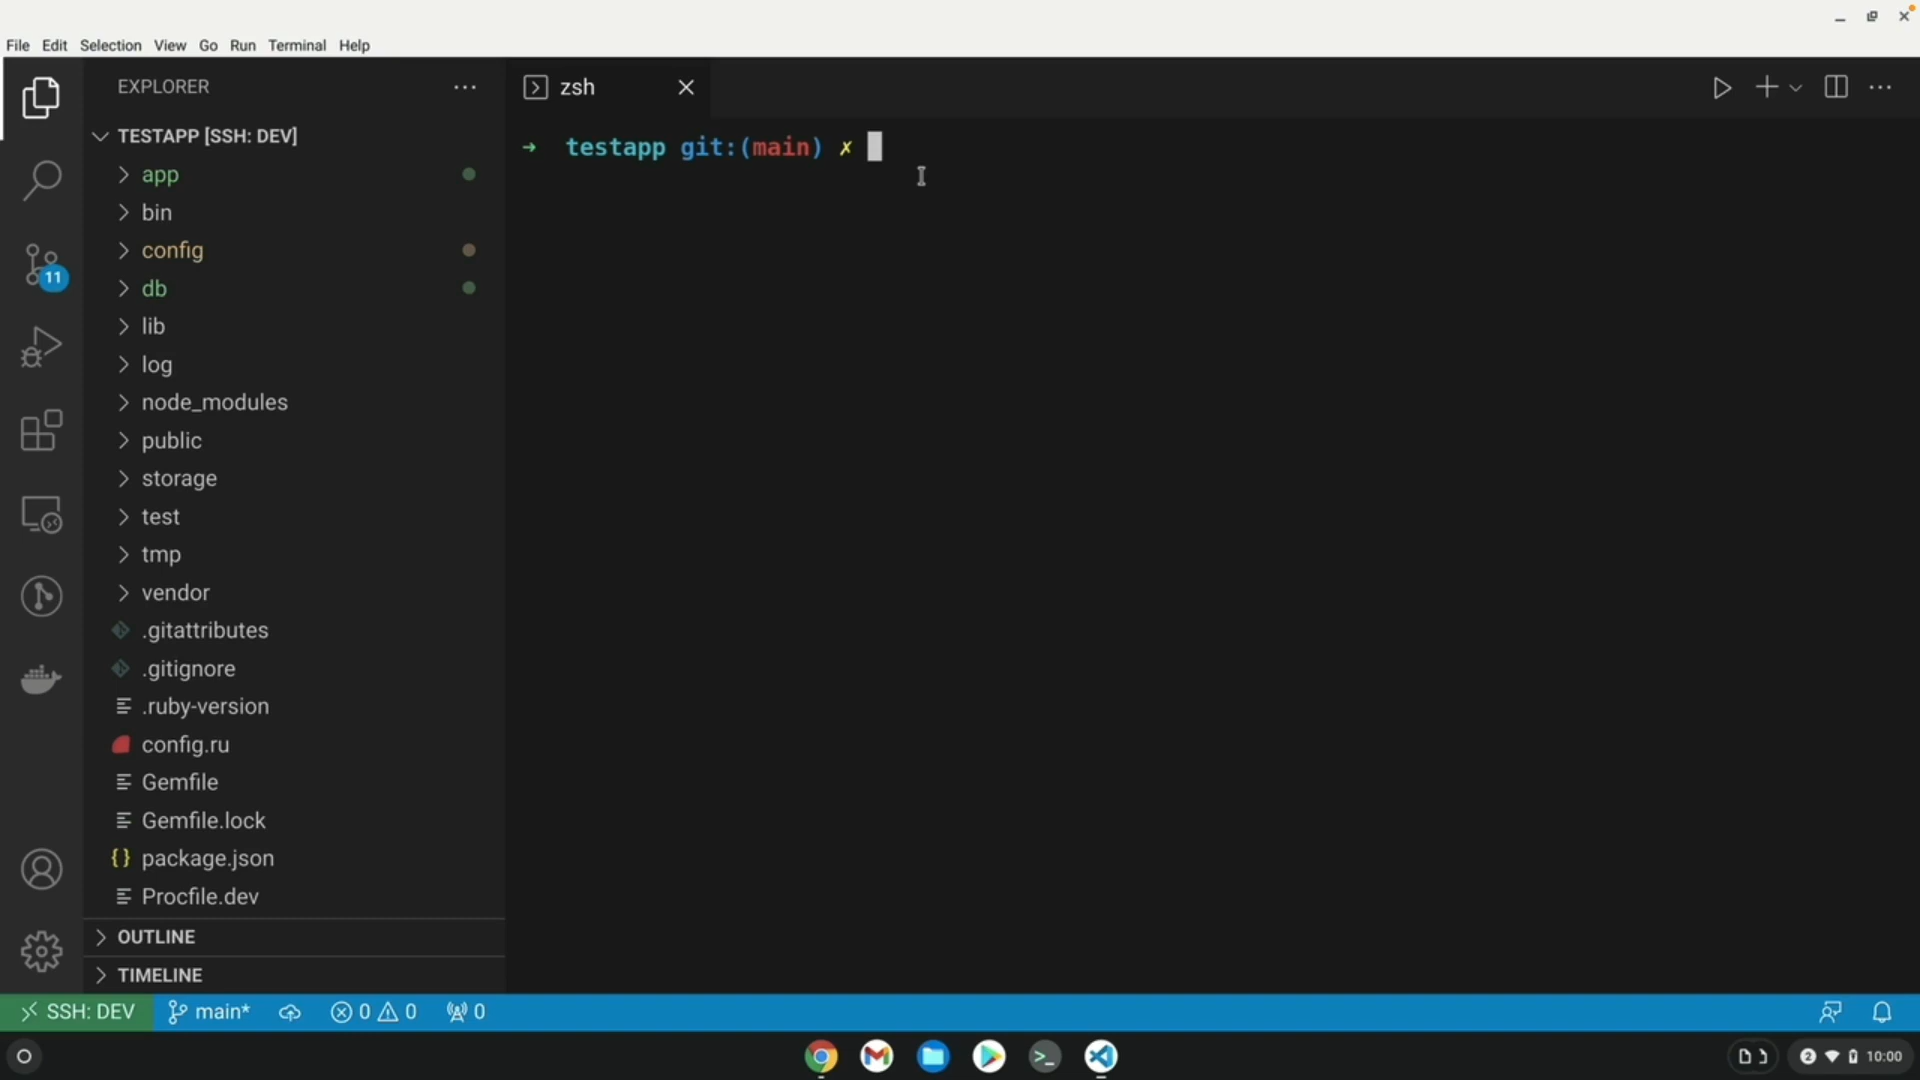 File Edit Selection View Go Run Terminal Help
EXPLORER
zsh
TESTAPP [SSH: DEV]
➜ testapp git:(main) ✗
app
bin
config
db
lib
log
node_modules
public
storage
test
tmp
vendor
.gitattributes
.gitignore
.ruby-version
config.ru
Gemfile
Gemfile.lock
package.json
Procfile.dev
OUTLINE
TIMELINE
11
SSH: DEV main* 0 0 0
2 10:00